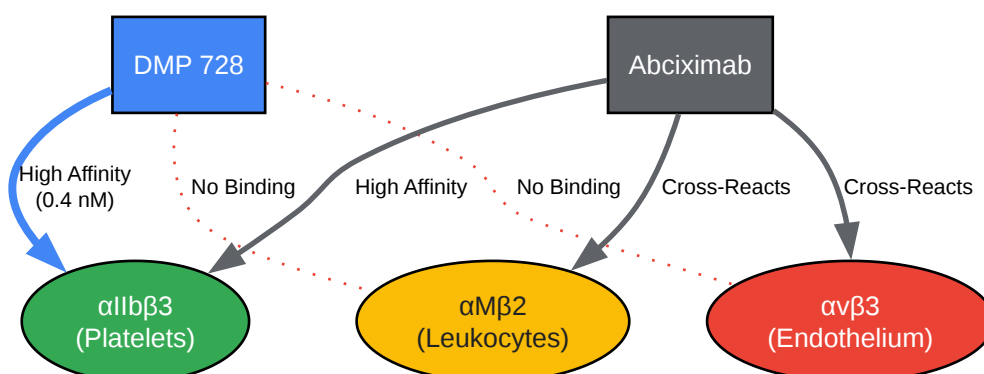 DMP 728
Abciximab
High Affinity
(0.4 nM)
No Binding
High Affinity
No Binding
Cross-Reacts
Cross-Reacts
αIIbβ3
(Platelets)
αMβ2
(Leukocytes)
αvβ3
(Endothelium)